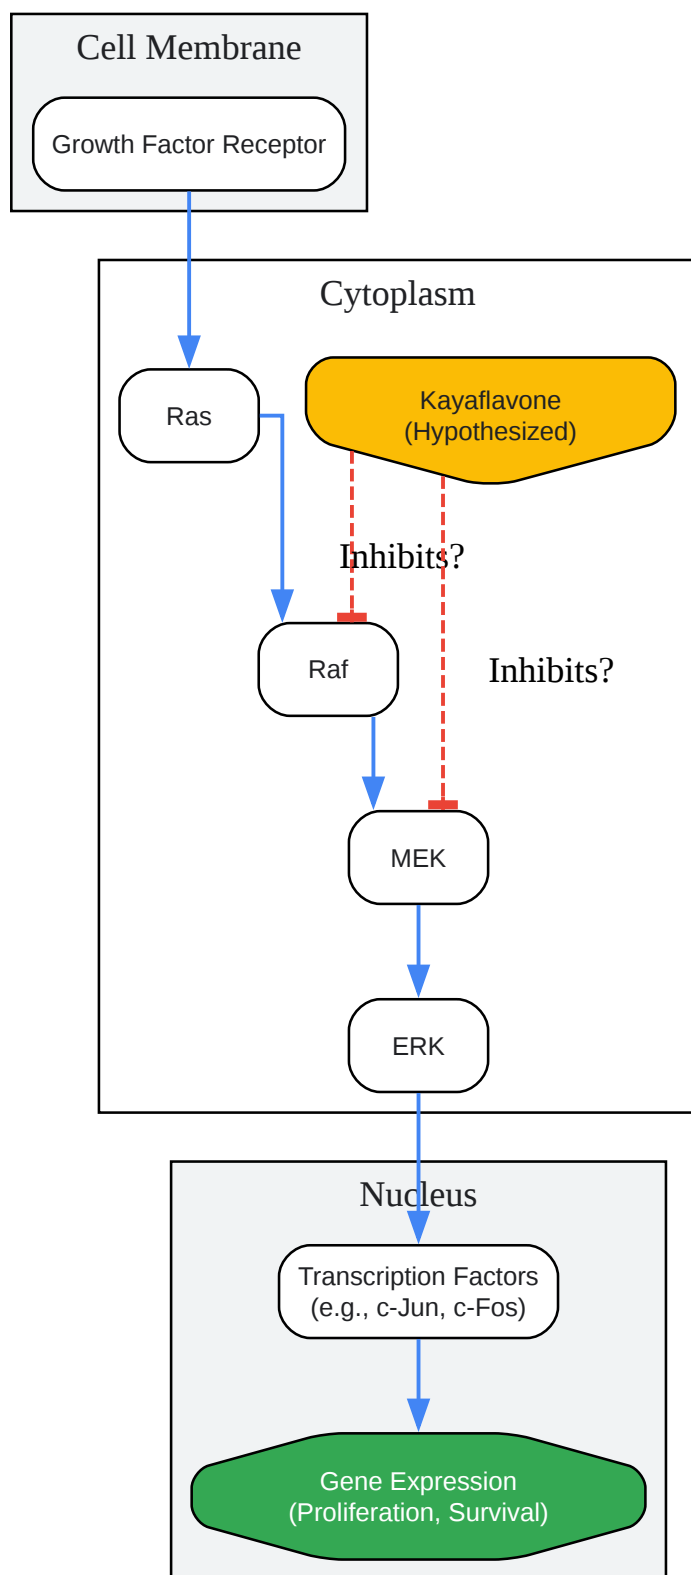 Cell Membrane
Growth Factor Receptor
Cytoplasm
Ras
Kayaflavone
(Hypothesized)
Inhibits?
Raf
Inhibits?
MEK
ERK
Nucleus
Transcription Factors
(e.g., c-Jun, c-Fos)
Gene Expression
(Proliferation, Survival)